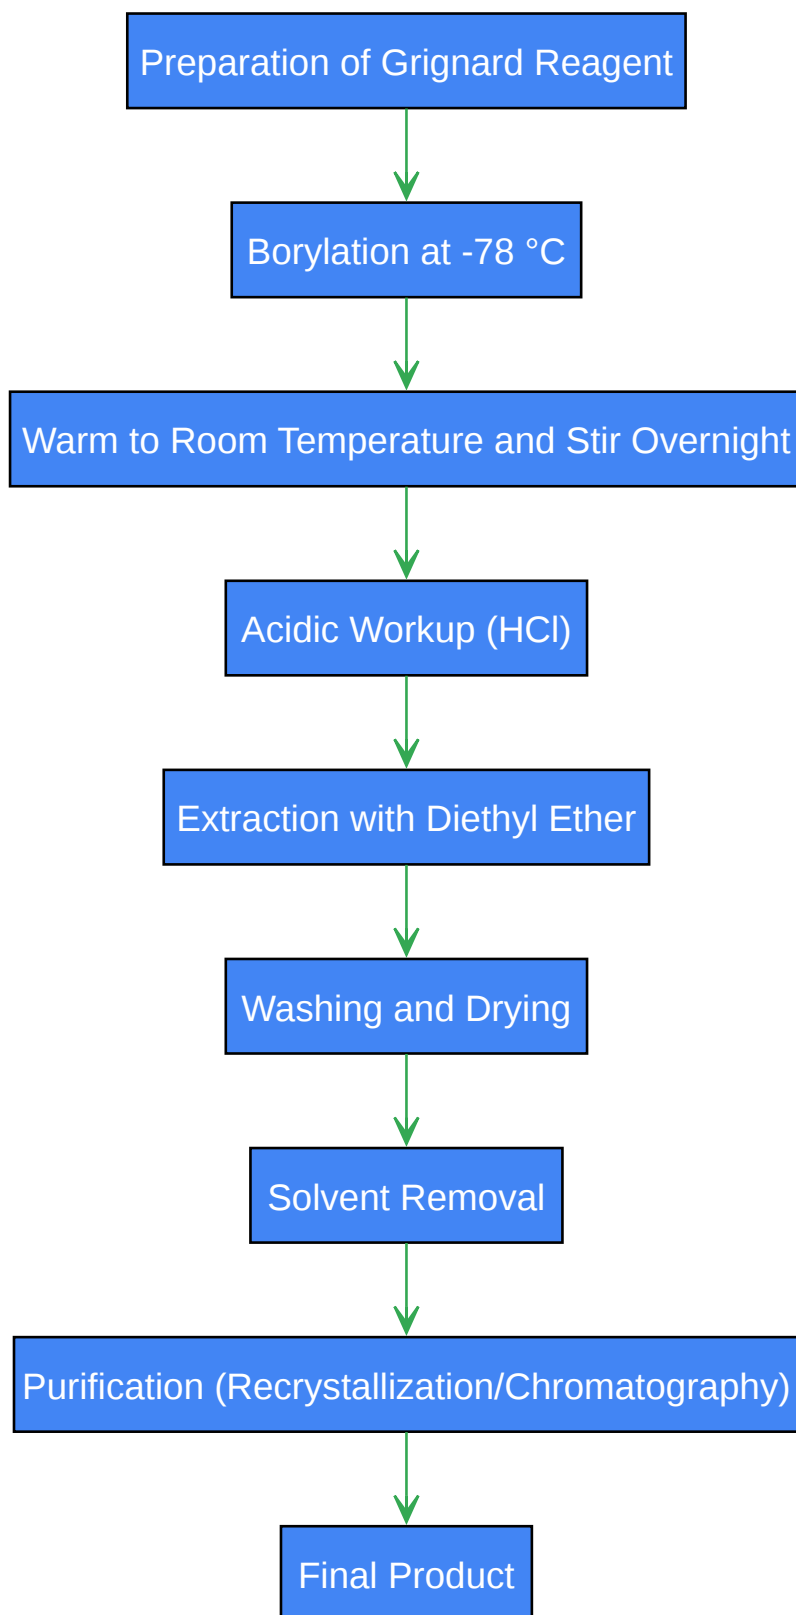 Preparation of Grignard Reagent
Borylation at -78 °C
Warm to Room Temperature and Stir Overnight
Acidic Workup (HCl)
Extraction with Diethyl Ether
Washing and Drying
Solvent Removal
Purification (Recrystallization/Chromatography)
Final Product